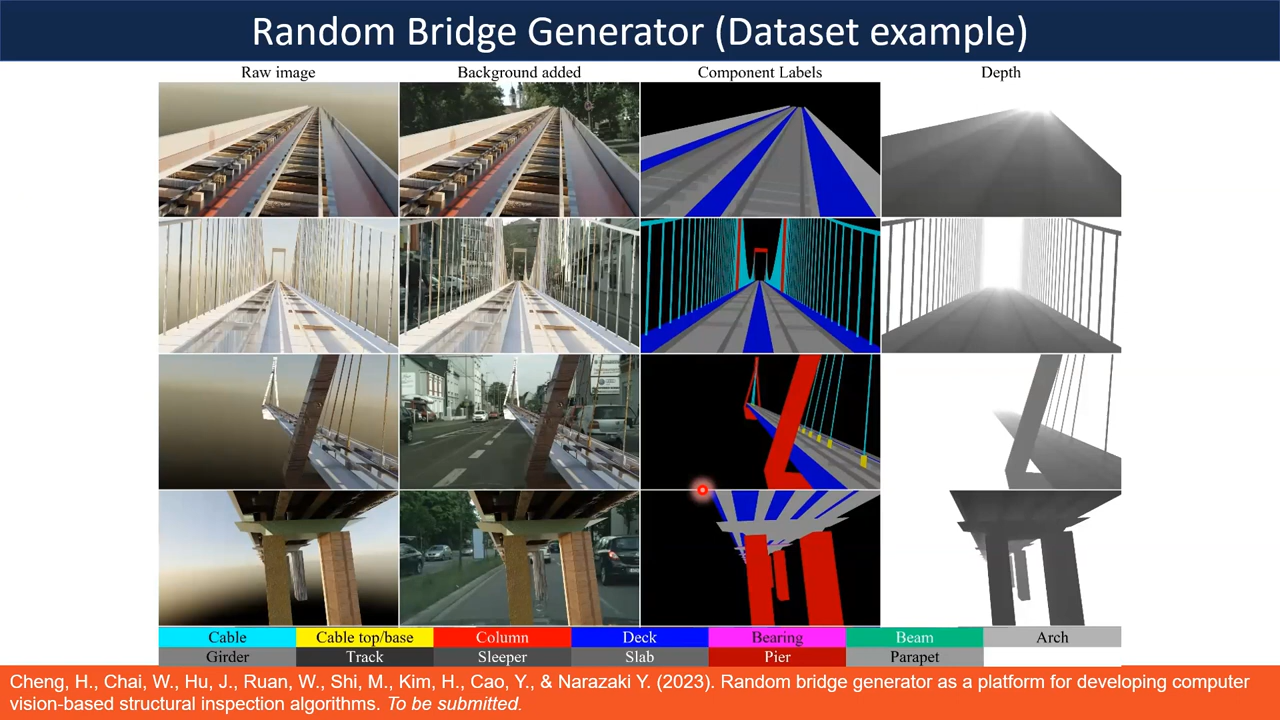 Random Bridge Generator (Dataset example)
Raw image Background added Component Labels Depth
Cable Cable top/base Column Deck Bearing Beam Arch
Girder Track Sleeper Slab Pier Parapet
Cheng, H., Chai, W., Hu, J., Ruan, W., Shi, M., Kim, H., Cao, Y., & Narazaki Y. (2023). Random bridge generator as a platform for developing computer
vision-based structural inspection algorithms. To be submitted.